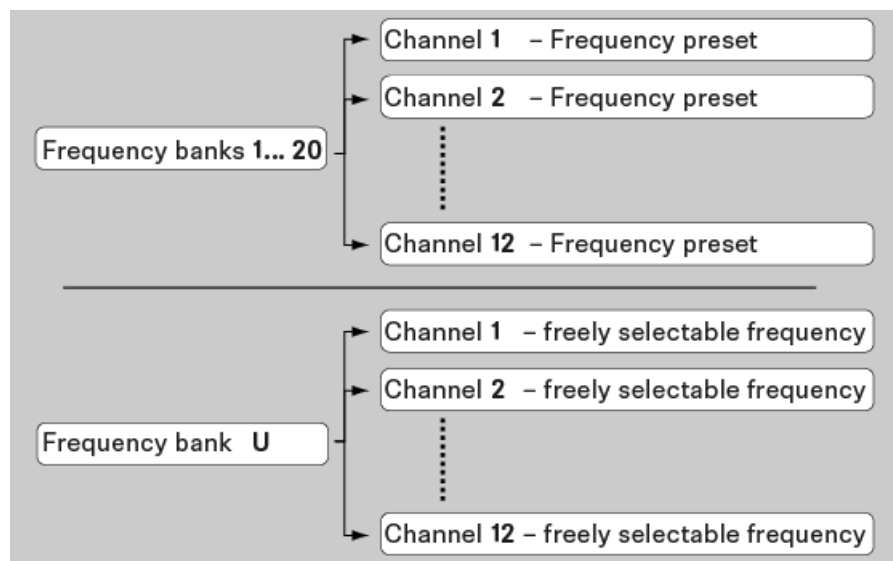 Channel 1 – Frequency preset
Channel 2 – Frequency preset
Frequency banks 1... 20
Channel 12 – Frequency preset
Channel 1 – freely selectable frequency
Channel 2 – freely selectable frequency
Frequency bank U
Channel 12 – freely selectable frequency